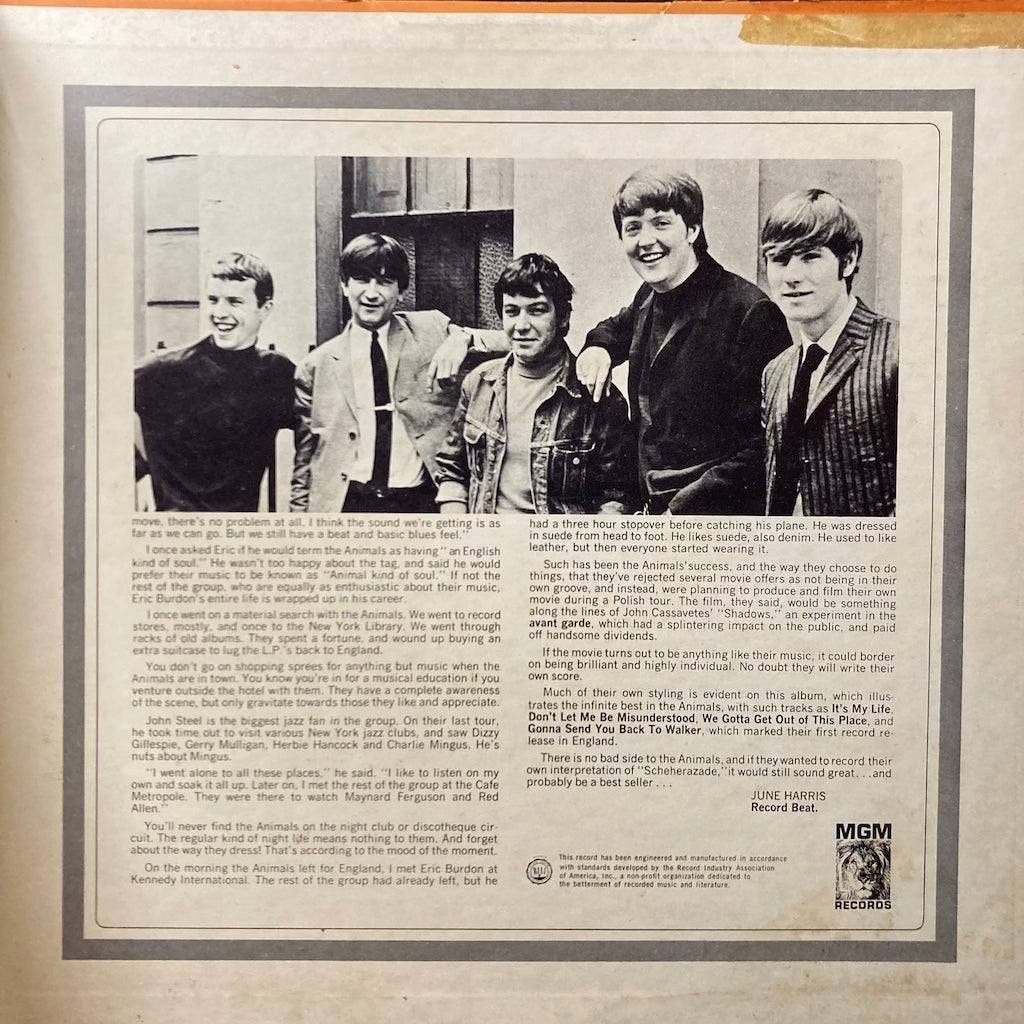 move, there's no problem at all. I think the sound we're getting is as
far as we can go. But we still have a beat and basic blues feel."
I once asked Eric if he would term the Animals as having "an English
kind of soul." He wasn't too happy about the tag, and said he would
prefer their music to be known as "Animal kind of soul." If not the
rest of the group, who are equally as enthusiastic about their music,
Eric Burdon's entire life is wrapped up in his career.
I once went on a material search with the Animals. We went to record
stores, mostly, and once to the New York Library. We went through
racks of old albums. They spent a fortune, and wound up buying an
extra suitcase to lug the L.P.'s back to England.
You don't go on shopping sprees for anything but music when the
Animals are in town. You know you're in for a musical education if you
venture outside the hotel with them. They have a complete awareness
of the scene, but only gravitate towards those they like and appreciate.
John Steel is the biggest jazz fan in the group. On their last tour,
he took time out to visit various New York jazz clubs, and saw Dizzy
Gillespie, Gerry Mulligan, Herbie Hancock and Charlie Mingus. He's
nuts about Mingus.
"I went alone to all these places," he said. "I like to listen on my
own and soak it all up. Later on, I met the rest of the group at the Cafe
Metropole. They were there to watch Maynard Ferguson and Red
Allen."
You'll never find the Animals on the night club or discotheque cir-
cuit. The regular kind of night life means nothing to them. And forget
about the way they dress! That's according to the mood of the moment.
On the morning the Animals left for England, I met Eric Burdon at
Kennedy International. The rest of the group had already left, but he
had a three hour stopover before catching his plane. He was dressed
in suede from head to foot. He likes suede, also denim. He used to like
leather, but then everyone started wearing it.
Such has been the Animals' success, and the way they choose to do
things, that they've rejected several movie offers as not being in their
own groove, and instead, were planning to produce and film their own
movie during a Polish tour. The film, they said, would be something
along the lines of John Cassavetes' "Shadows," an experiment in the
avant garde, which had a splintering impact on the public, and paid
off handsome dividends.
If the movie turns out to be anything like their music, it could border
on being brilliant and highly individual. No doubt they will write their
own score.
Much of their own styling is evident on this album, which illus-
trates the infinite best in the Animals, with such tracks as It's My Life,
Don't Let Me Be Misunderstood, We Gotta Get Out of This Place, and
Gonna Send You Back To Walker, which marked their first record re-
lease in England.
There is no bad side to the Animals, and if they wanted to record their
own interpretation of "Scheherazade," it would still sound great...and
probably be a best seller...
JUNE HARRIS
Record Beat.
This record has been engineered and manufactured in accordance
with standards developed by the Record Industry Association
of America, Inc., a non-profit organization dedicated to
the betterment of recorded music and literature.
MGM
RECORDS